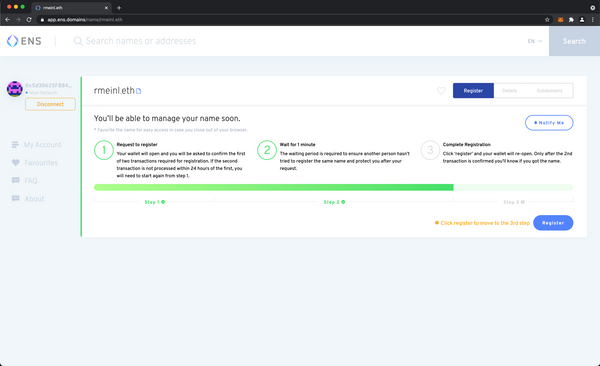 rmeinl.eth
app.ens.domains/name/rmeinl.eth
ENS
Search names or addresses
EN
Search
Disconnect
My Account
Favourites
FAQ
About
rmeinl.eth
Register
Details
Subdomains
You'll be able to manage your name soon.
* Favorite the name for easy access in case you close out of your browser.
Notify Me
1
Request to register
Your wallet will open and you will be asked to confirm the first
of two transactions required for registration. If the second
transaction is not processed within 24 hours of the first, you
will need to start again from step 1.
2
Wait for 1 minute
The waiting period is required to ensure another person hasn't
tried to register the same name and protect you after your
request.
3
Complete Registration
Click 'register' and your wallet will re-open. Only after the 2nd
transaction is confirmed you'll know if you got the name.
Step 1
Step 2
Step 3
Click register to move to the 3rd step
Register